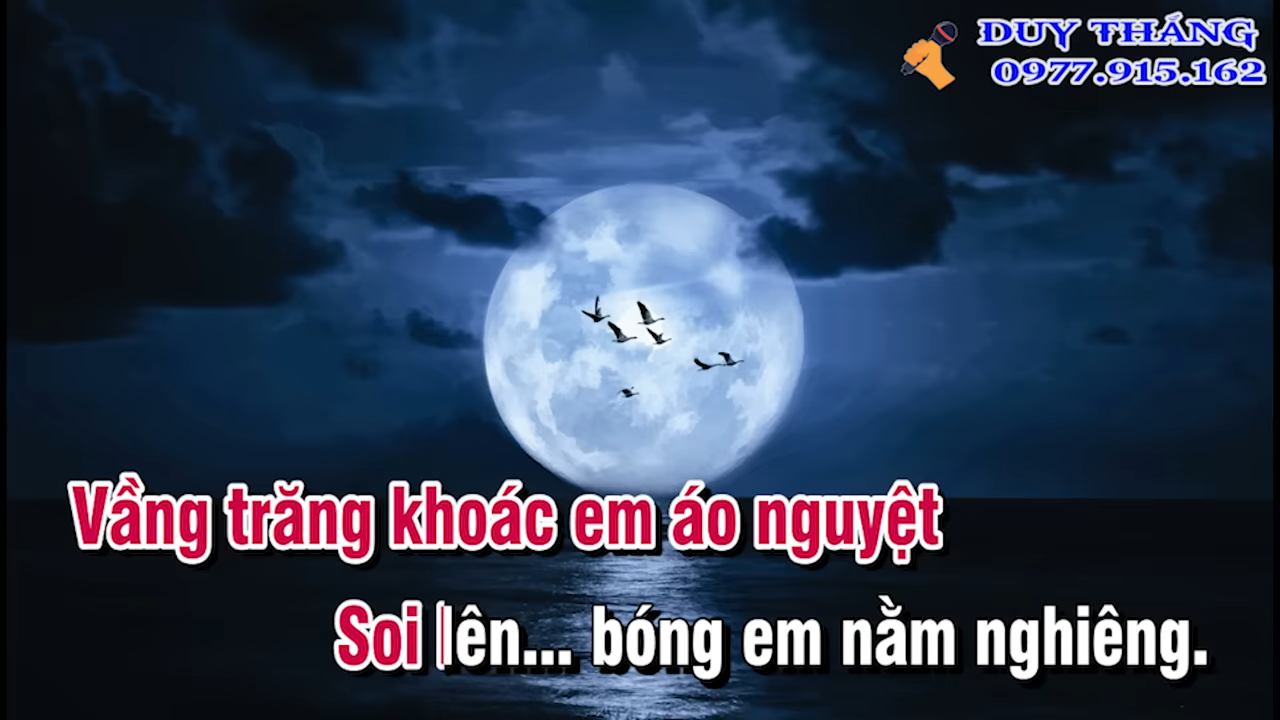 DUY THẮNG
0977.915.162
Vầng trăng khoác em áo nguyệt
Soi lên... bóng em nằm nghiêng.